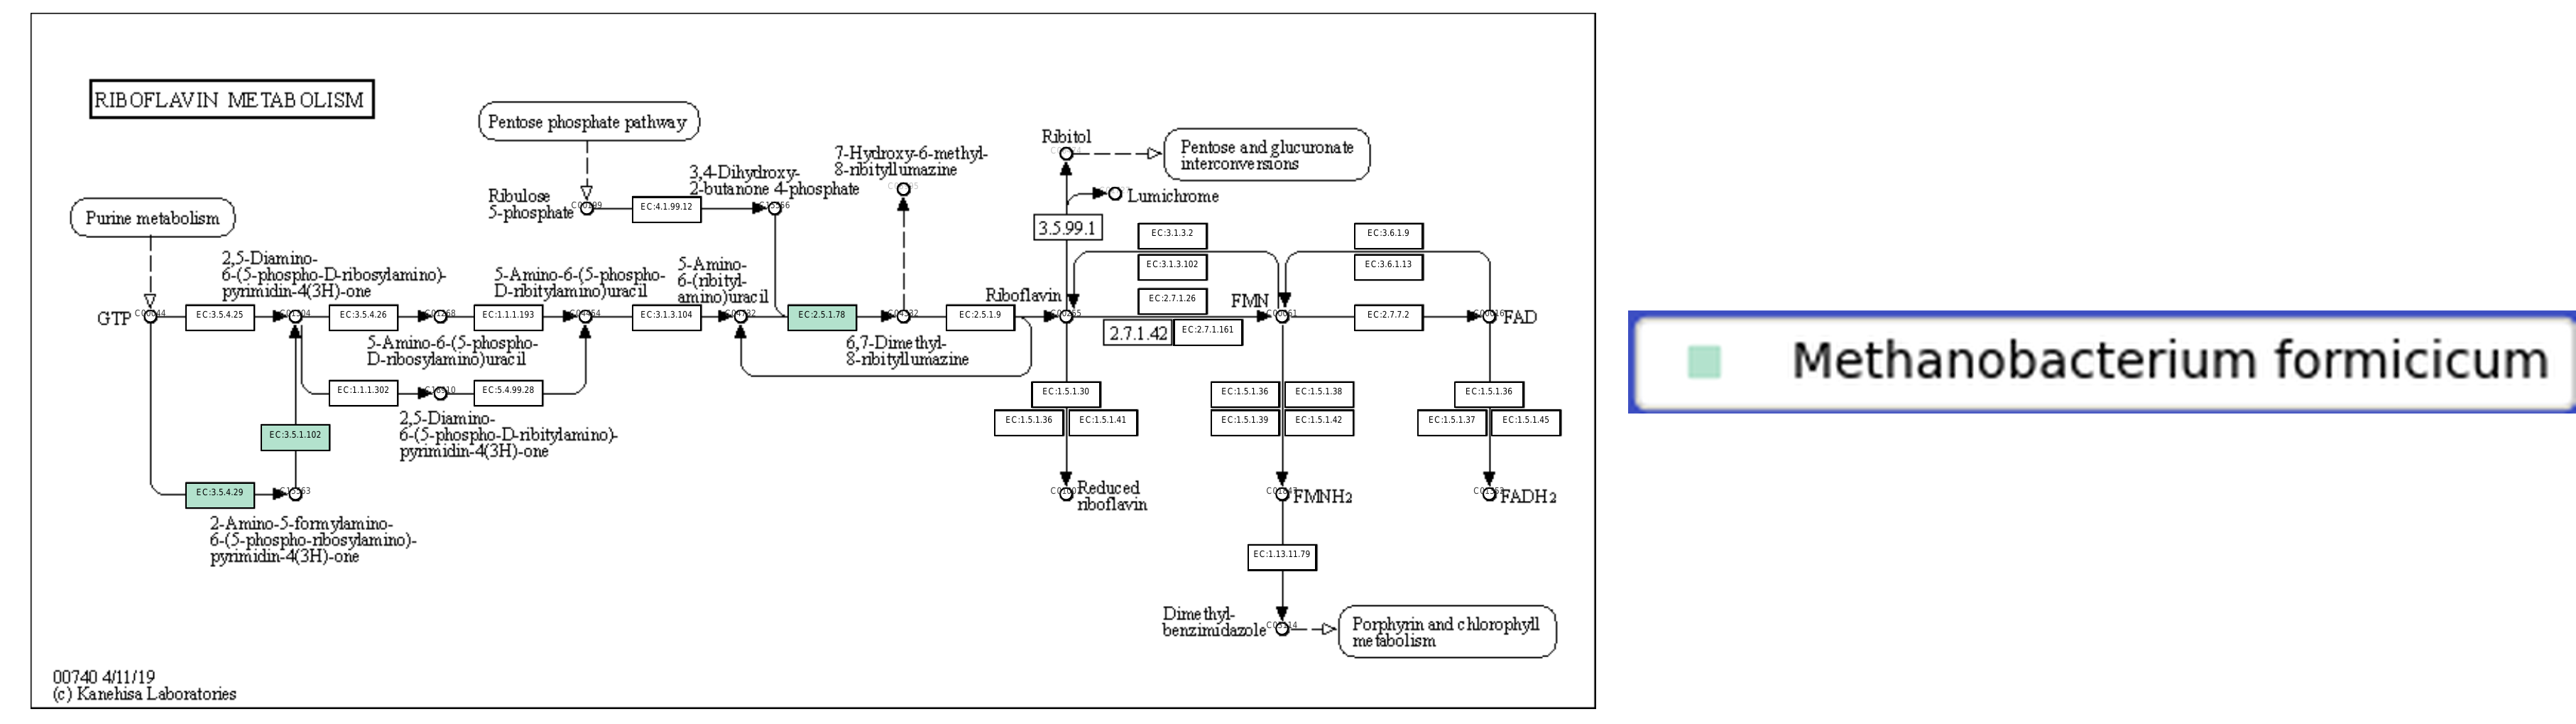 RIBOFLAVIN METABOLISM
Pentose phosphate pathway
Ribulose
5-phosphate
EC:4.1.99.12
3,4-Dihydroxy-
2-butanone 4-phosphate
7-Hydroxy-6-methyl-
8-ribityllumazine
Ribitol
Pentose and glucuronate
interconversions
Lumichrome
3.5.99.1
Purine metabolism
GTP
EC:3.5.4.25
2,5-Diamino-
6-(5-phospho-D-ribosylamino)-
pyrimidin-4(3H)-one
EC:3.5.4.26
5-Amino-6-(5-phospho-
D-ribosylamino)uracil
EC:1.1.1.193
5-Amino-6-(5-phospho-
D-ribitylamino)uracil
EC:3.1.3.104
5-Amino-
6-(ribityl-
amino)uracil
EC:2.5.1.78
6,7-Dimethyl-
8-ribityllumazine
EC:2.5.1.9
Riboflavin
EC:3.1.3.2
EC:3.1.3.102
EC:2.7.1.26
2.7.1.42
EC:2.7.1.161
FMN
EC:3.6.1.9
EC:3.6.1.13
EC:2.7.7.2
FAD
EC:1.1.1.302
EC:5.4.99.28
2,5-Diamino-
6-(5-phospho-D-ribitylamino)-
pyrimidin-4(3H)-one
EC:3.5.1.102
EC:3.5.4.29
2-Amino-5-formylamino-
6-(5-phospho-ribosylamino)-
pyrimidin-4(3H)-one
EC:1.5.1.30
EC:1.5.1.36
EC:1.5.1.41
Reduced
riboflavin
EC:1.5.1.36
EC:1.5.1.38
EC:1.5.1.39
EC:1.5.1.42
FMNH2
EC:1.5.1.36
EC:1.5.1.37
EC:1.5.1.45
FADH2
EC:1.13.11.79
Dimethyl-
benzimidazole
Porphyrin and chlorophyll
metabolism
00740 4/11/19
(c) Kanehisa Laboratories
Methanobacterium formicicum